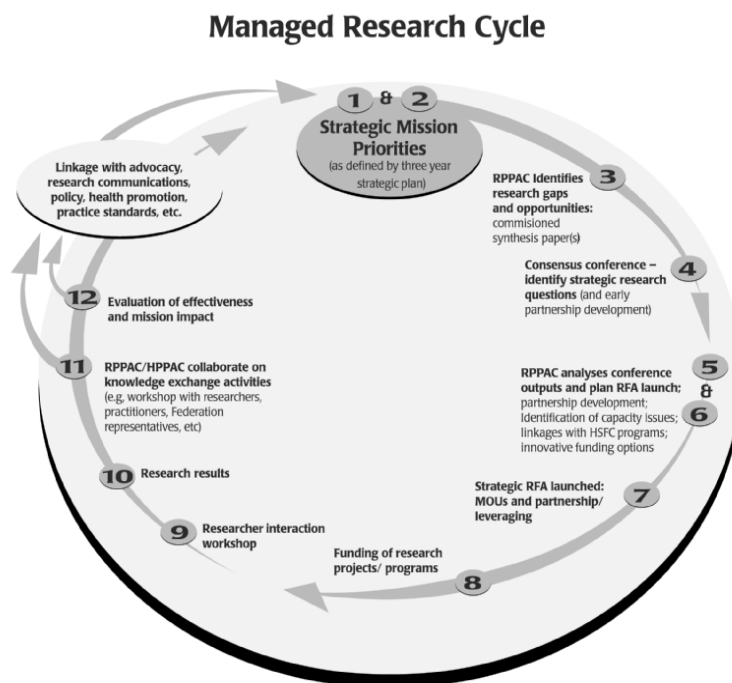 Managed Research Cycle
1 & 2
Strategic Mission
Priorities
(as defined by three year
strategic plan)
3
RPPAC Identifies
research gaps
and opportunities:
commisioned
synthesis paper(s)
4
Consensus conference –
identify strategic research
questions (and early
partnership development)
5
&
6
RPPAC analyses conference
outputs and plan RFA launch;
partnership development;
Identification of capacity issues;
linkages with HSFC programs;
innovative funding options
7
Strategic RFA launched:
MOUs and partnership/
leveraging
8
Funding of research
projects/ programs
9
Researcher interaction
workshop
10
Research results
11
RPPAC/HPPAC collaborate on
knowledge exchange activities
(e.g, workshop with researchers,
practitioners, Federation
representatives, etc)
12
Evaluation of effectiveness
and mission impact
Linkage with advocacy,
research communications,
policy, health promotion,
practice standards, etc.